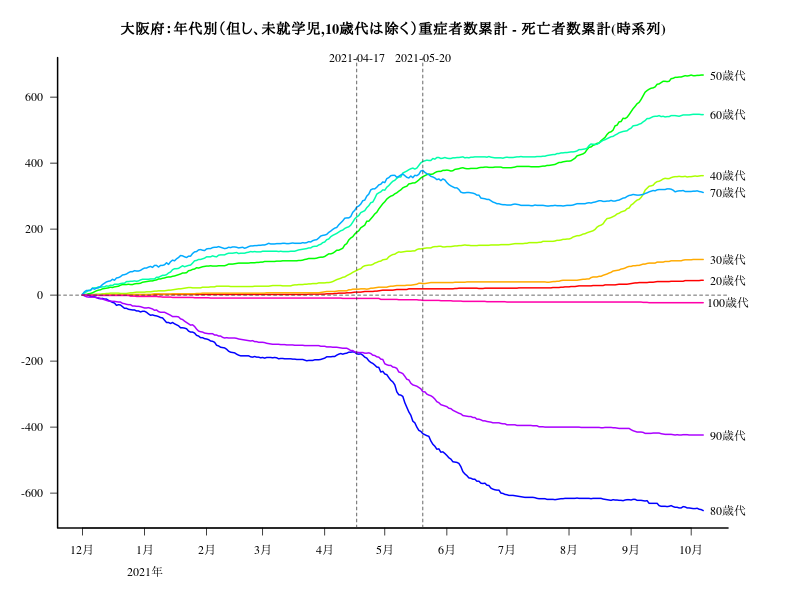 大阪府：年代別（但し、未就学児,10歳代は除く）重症者数累計 - 死亡者数累計(時系列)
2021-04-17 2021-05-20
50歳代
600
60歳代
400
40歳代
70歳代
200
30歳代
20歳代
0
100歳代
-200
-400
90歳代
-600
80歳代
12月 1月 2月 3月 4月 5月 6月 7月 8月 9月 10月
2021年